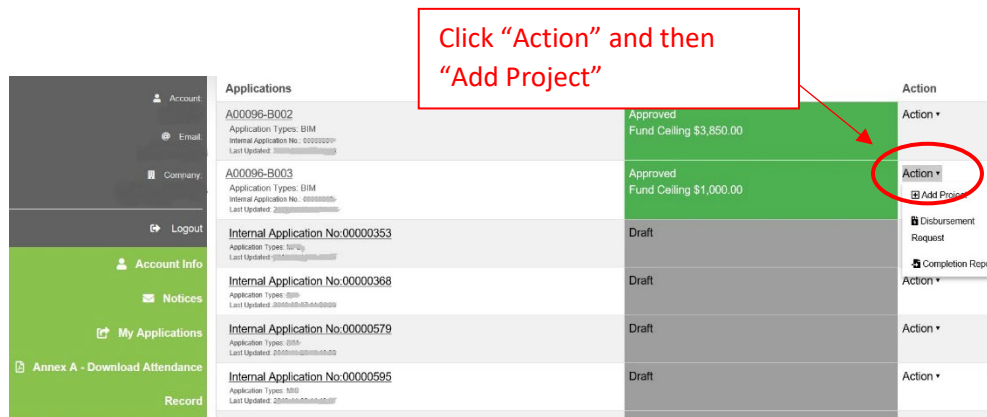 Click “Action” and then
“Add Project”
Account:
Email:
Company:
Logout
Account Info
Notices
My Applications
Annex A - Download Attendance
Record
Applications
Action
A00096-B002
Application Types: BIM
Internal Application No.:
Last Updated:
Approved
Fund Ceiling $3,850.00
Action
A00096-B003
Application Types: BIM
Internal Application No.:
Last Updated:
Approved
Fund Ceiling $1,000.00
Action
Add Project
Disbursement
Request
Completion Repo
Internal Application No:00000353
Application Types:
Last Updated:
Draft
Internal Application No:00000368
Application Types:
Last Updated:
Draft
Action
Internal Application No:00000579
Application Types:
Last Updated:
Draft
Action
Internal Application No:00000595
Application Types:
Last Updated:
Draft
Action